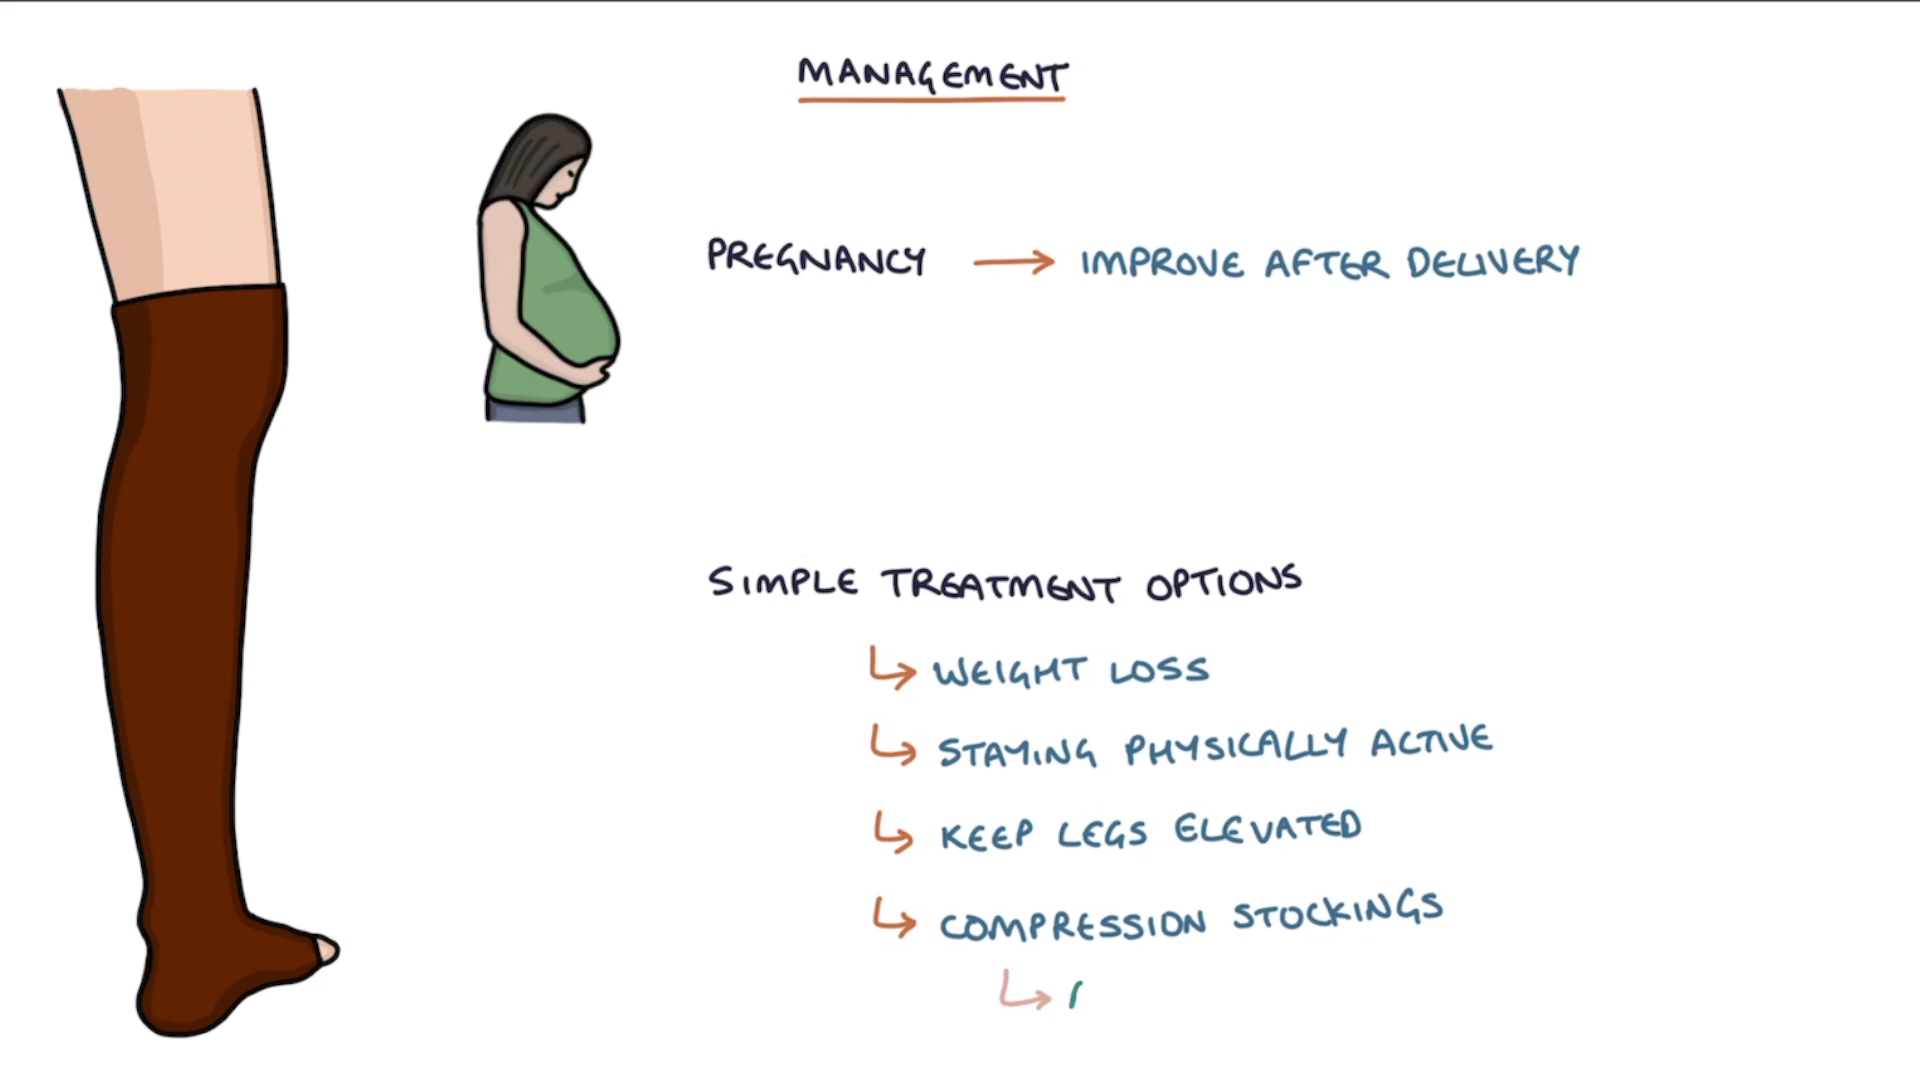 MANAGEMENT
PREGNANCY → IMPROVE AFTER DELIVERY
SIMPLE TREATMENT OPTIONS
↳ WEIGHT LOSS
↳ STAYING PHYSICALLY ACTIVE
↳ KEEP LEGS ELEVATED
↳ COMPRESSION STOCKINGS